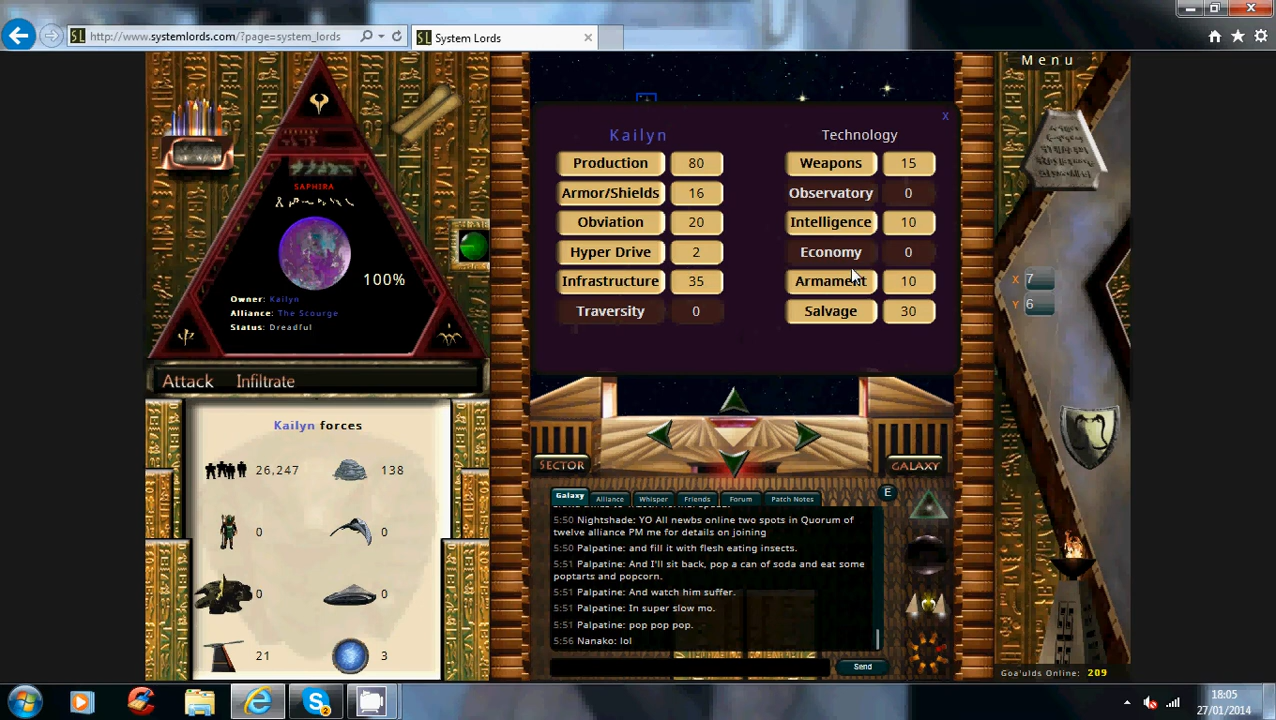 http://www.systemlords.com/?page=system_lords
System Lords
SL
SL
Menu
x
Kailyn
Technology
Production 80
Weapons 15
Armor/Shields 16
Observatory 0
Obviation 20
Intelligence 10
Hyper Drive 2
Economy 0
Infrastructure 35
Armament 10
Traversity 0
Salvage 30
SAPHIRA
100%
Owner: Kailyn
Alliance: The Scourge
Status: Dreadful
Attack Infiltrate
X 7
Y 6
Kailyn forces
26,247 138
0 0
0 0
21 3
SECTOR
GALAXY
Galaxy Alliance Whisper Friends Forum Patch Notes
E
5:50 Nightshade: YO All newbs online two spots in Quorum of
twelve alliance PM me for details on joining
5:50 Palpatine: and fill it with flesh eating insects.
5:51 Palpatine: And I'll sit back, pop a can of soda and eat some
poptarts and popcorn.
5:51 Palpatine: And watch him suffer.
5:51 Palpatine: In super slow mo.
5:51 Palpatine: pop pop pop.
5:56 Nanako: lol
Send
Goa'ulds Online: 209
2
18:05
27/01/2014